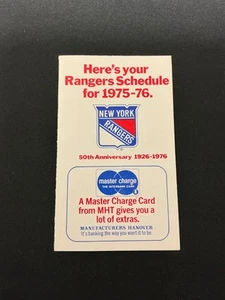 Here's your
Rangers Schedule
for 1975-76.
NEW YORK
RANGERS
50th Anniversary 1926-1976
master charge
THE INTERBANK CARD
A Master Charge Card
from MHT gives you a
lot of extras.
MANUFACTURERS HANOVER
It's banking the way you want it to be.